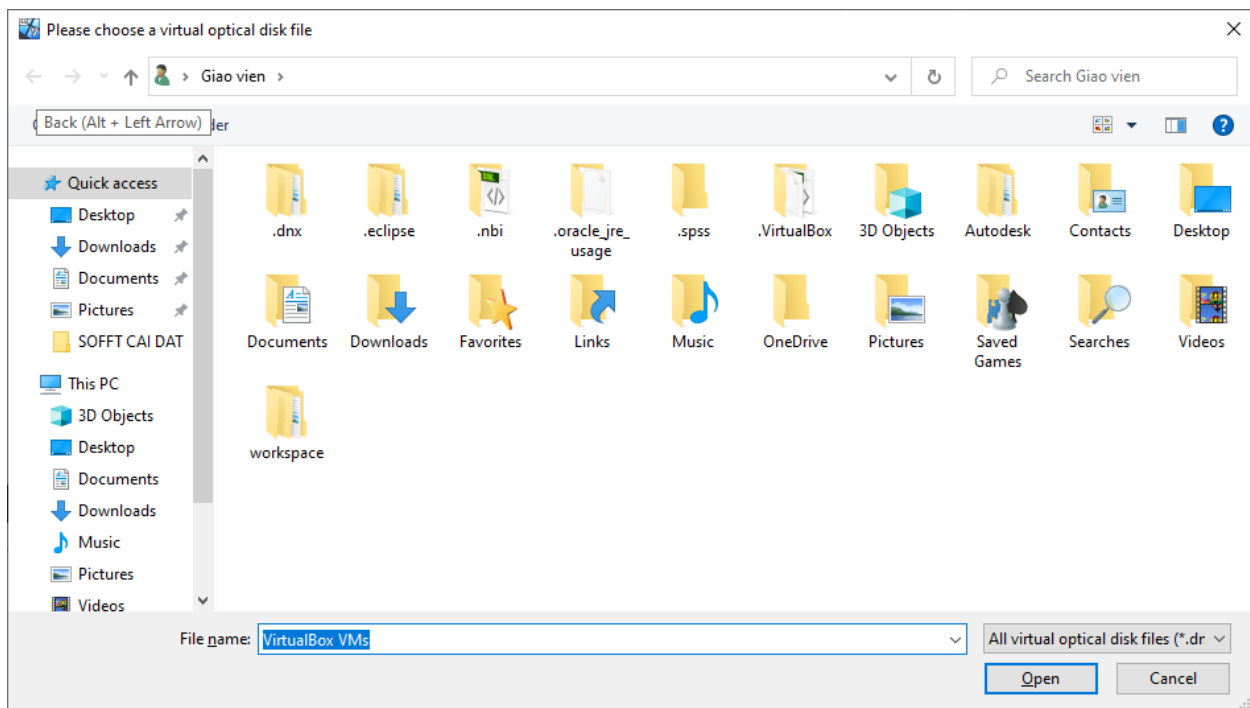 Please choose a virtual optical disk file
Giao vien
Search Giao vien
Back (Alt + Left Arrow)
der
Quick access
Desktop
Downloads
Documents
Pictures
SOFFT CAI DAT
This PC
3D Objects
Desktop
Documents
Downloads
Music
Pictures
Videos
.dnx
.eclipse
.nbi
.oracle_jre_
usage
.spss
.VirtualBox
3D Objects
Autodesk
Contacts
Desktop
Documents
Downloads
Favorites
Links
Music
OneDrive
Pictures
Saved
Games
Searches
Videos
workspace
File name: VirtualBox VMs
All virtual optical disk files (*.dr
Open
Cancel